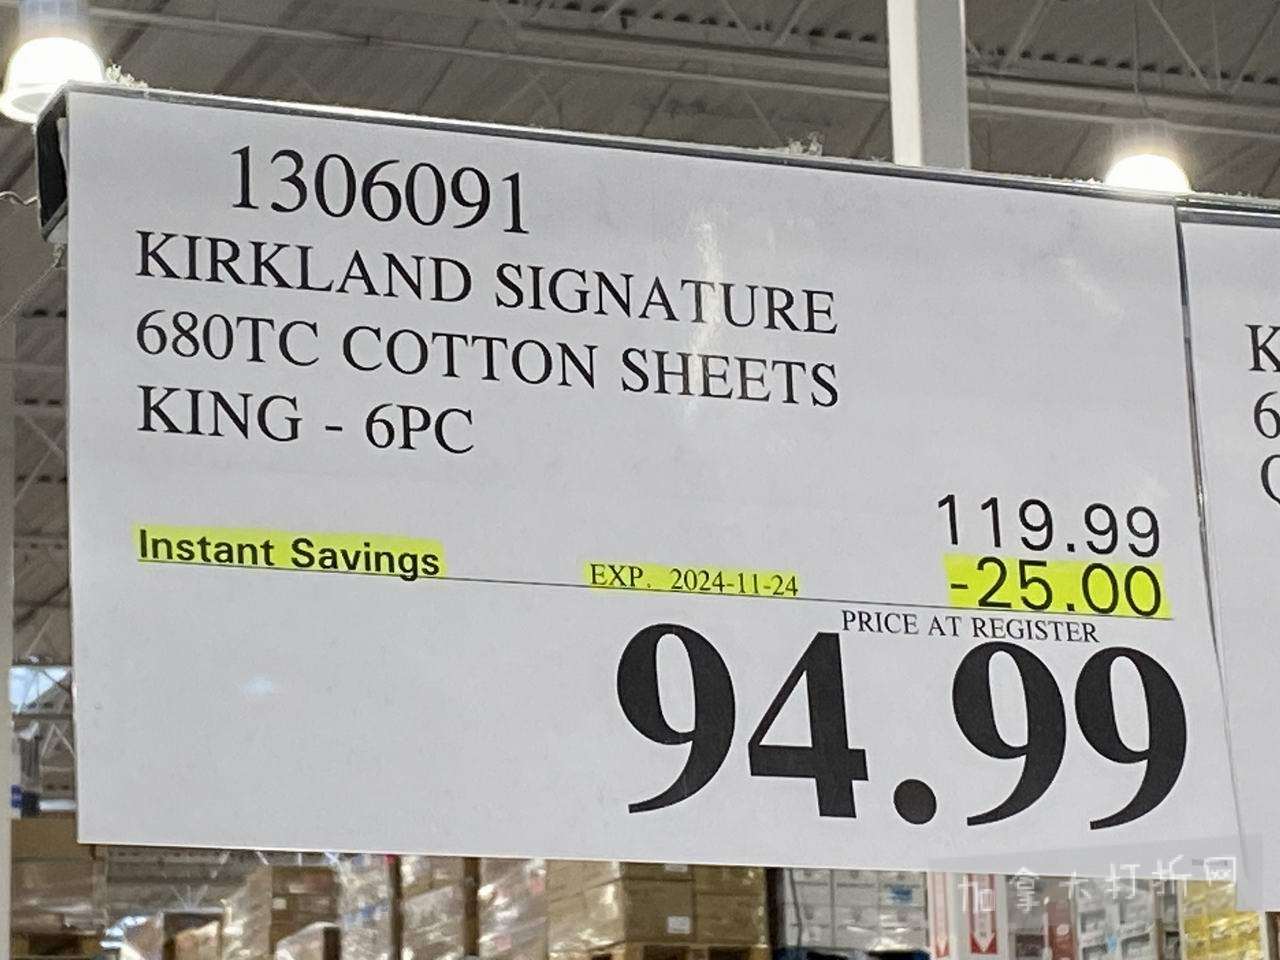 1306091
KIRKLAND SIGNATURE
680TC COTTON SHEETS
KING - 6PC
119.99
Instant Savings EXP. 2024-11-24 -25.00
PRICE AT REGISTER
94.99
K
6
加拿大打折网